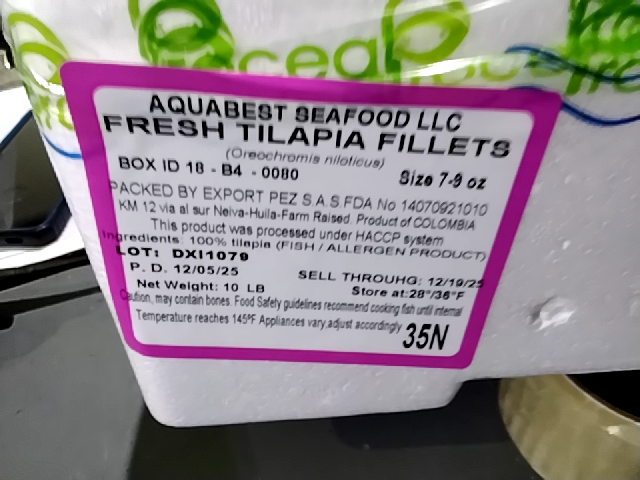 AQUABEST SEAFOOD LLC
FRESH TILAPIA FILLETS
(Oreochromis niloticus)
BOX ID 18 - B4 - 0080
Size 7-9 oz
PACKED BY EXPORT PEZ S.A.S.FDA No 14070921010
KM 12 via al sur Neiva-Huila-Farm Raised. Product of COLOMBIA
This product was processed under HACCP system
Ingredients: 100% tilapia (FISH / ALLERGEN PRODUCT)
LOT: DXI1079
P. D. 12/05/25
SELL THROUHG: 12/19/25
Net Weight: 10 LB
Store at:28°/36°F
Caution, may contain bones. Food Safety guidelines recommend cooking fish until internal
Temperature reaches 145ºF Appliances vary,adjust accordingly
35N